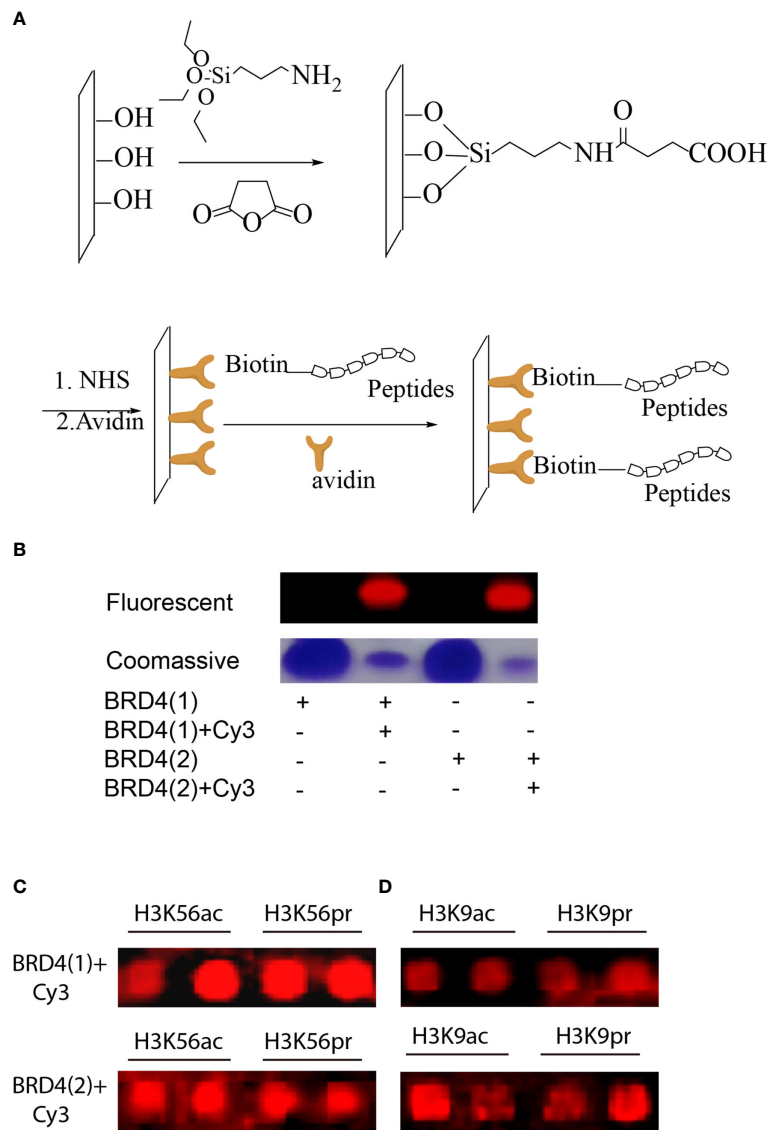 A
O
O-Si
NH2
O
OH
OH
OH
O
O
O
O
O
O
Si
NH
O
COOH
1. NHS
2.Avidin
Biotin
Peptides
avidin
Biotin
Peptides
Biotin
Peptides
B
Fluorescent
Coomassive
BRD4(1) + + - -
BRD4(1)+Cy3 - + - -
BRD4(2) - - + +
BRD4(2)+Cy3 - - - +
C
H3K56ac H3K56pr
BRD4(1)+
Cy3
H3K56ac H3K56pr
BRD4(2)+
Cy3
D
H3K9ac H3K9pr
H3K9ac H3K9pr